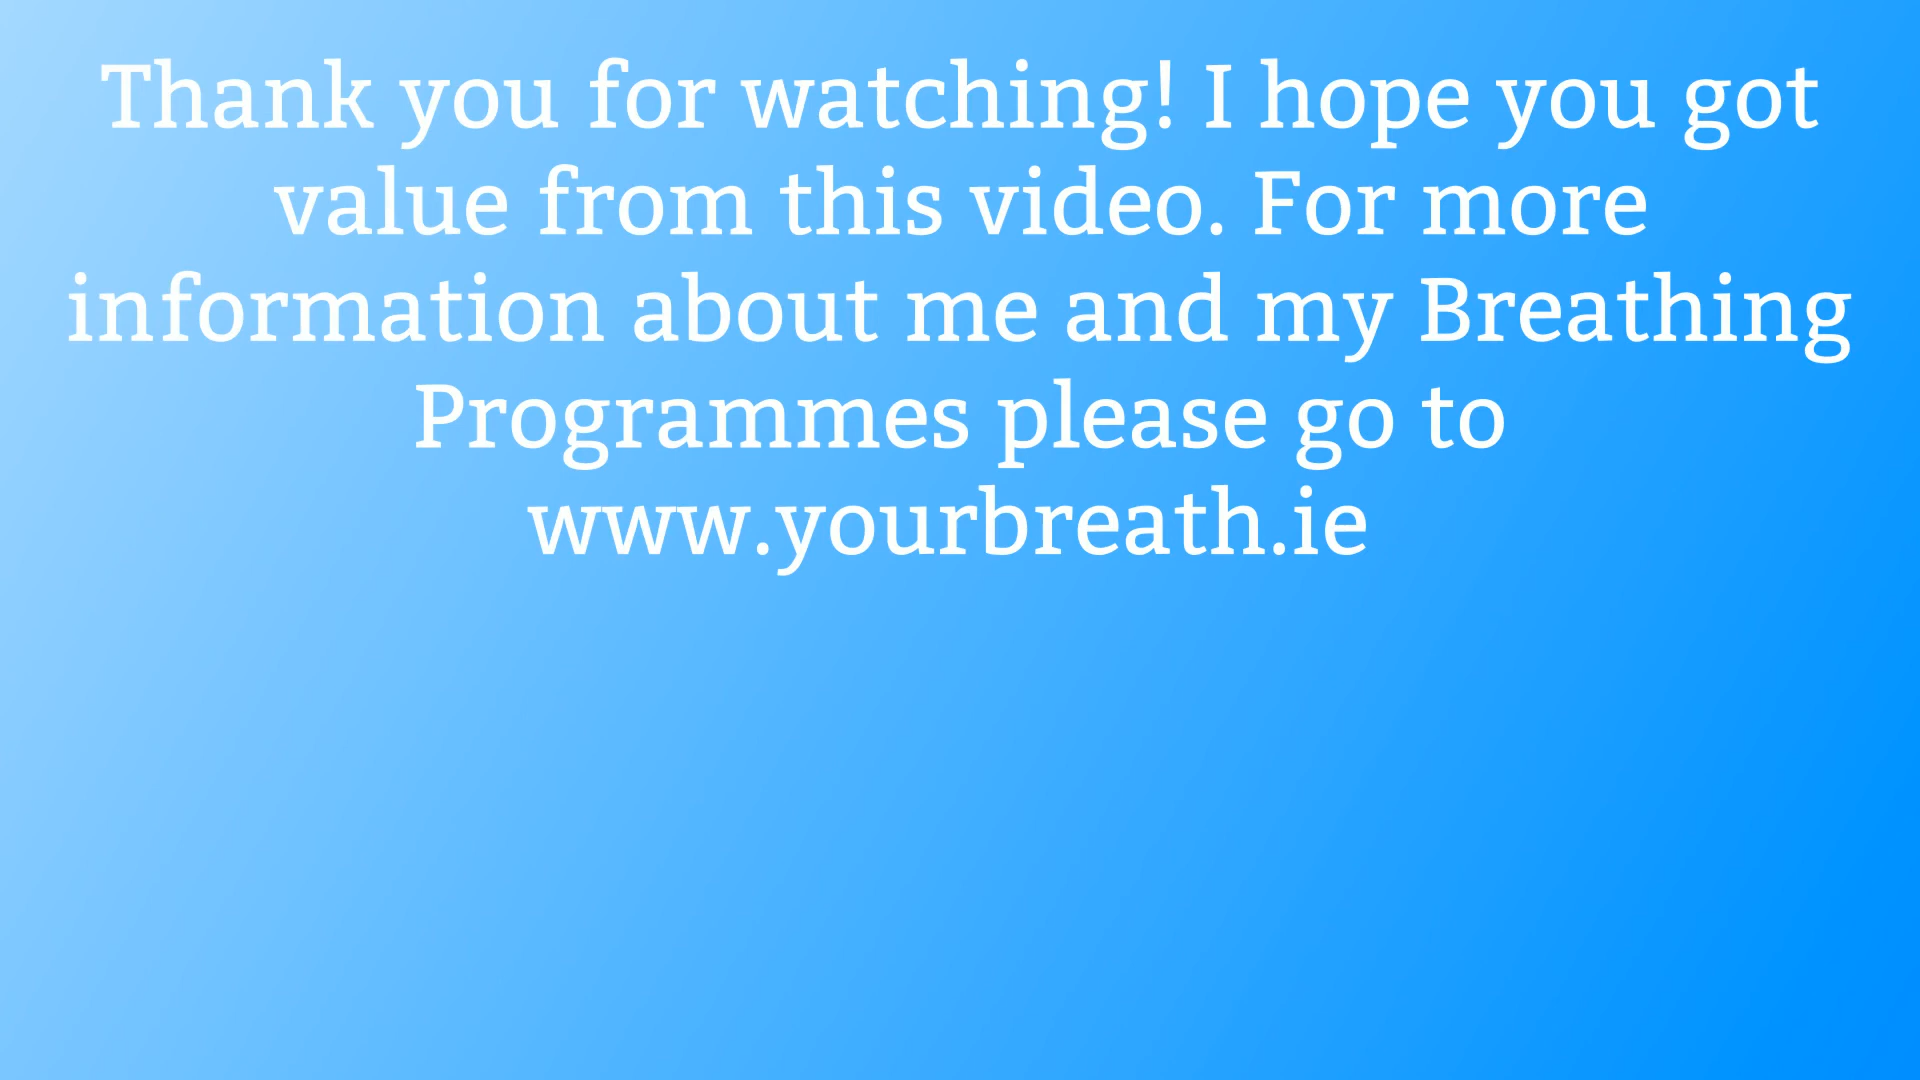 Thank you for watching! I hope you got
value from this video. For more
information about me and my Breathing
Programmes please go to
www.yourbreath.ie